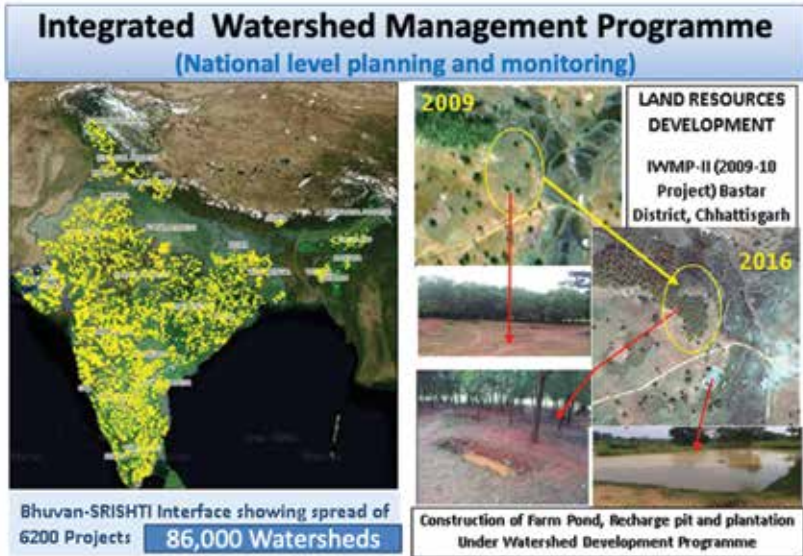 Integrated Watershed Management Programme
(National level planning and monitoring)
2009
LAND RESOURCES
DEVELOPMENT
IWMP-II (2009-10
Project) Bastar
District, Chhattisgarh
2016
Bhuvan-SRISHTI Interface showing spread of
6200 Projects
86,000 Watersheds
Construction of Farm Pond, Recharge pit and plantation
Under Watershed Development Programme